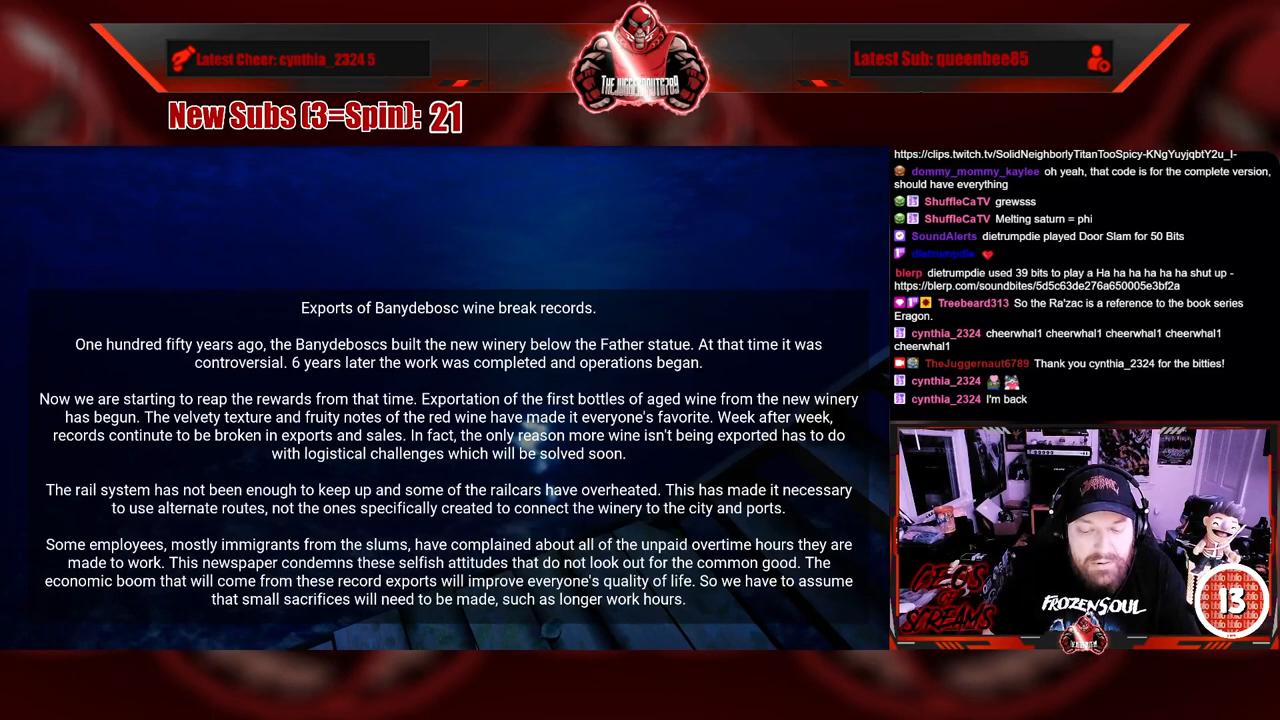 Latest Cheer: cynthia_2324 5
THEJUGGERNAUT6789
Latest Sub: queenbee85
New Subs (3=Spin): 21
Exports of Banydebosc wine break records.
One hundred fifty years ago, the Banydeboscs built the new winery below the Father statue. At that time it was
controversial. 6 years later the work was completed and operations began.
Now we are starting to reap the rewards from that time. Exportation of the first bottles of aged wine from the new winery
has begun. The velvety texture and fruity notes of the red wine have made it everyone's favorite. Week after week,
records continute to be broken in exports and sales. In fact, the only reason more wine isn't being exported has to do
with logistical challenges which will be solved soon.
The rail system has not been enough to keep up and some of the railcars have overheated. This has made it necessary
to use alternate routes, not the ones specifically created to connect the winery to the city and ports.
Some employees, mostly immigrants from the slums, have complained about all of the unpaid overtime hours they are
made to work. This newspaper condemns these selfish attitudes that do not look out for the common good. The
economic boom that will come from these record exports will improve everyone's quality of life. So we have to assume
that small sacrifices will need to be made, such as longer work hours.
https://clips.twitch.tv/SolidNeighborlyTitanTooSpicy-KNgYuyjqbtY2u_I-
dommy_mommy_kaylee oh yeah, that code is for the complete version,
should have everything
ShuffleCaTV grewsss
ShuffleCaTV Melting saturn = phi
SoundAlerts dietrumpdie played Door Slam for 50 Bits
dietrumpdie
blerp dietrumpdie used 39 bits to play a Ha ha ha ha ha ha shut up -
https://blerp.com/soundbites/5d5c63de276a650005e3bf2a
Treebeard313 So the Ra'zac is a reference to the book series
Eragon.
cynthia_2324 cheerwhal1 cheerwhal1 cheerwhal1 cheerwhal1
cheerwhal1
TheJuggernaut6789 Thank you cynthia_2324 for the bitties!
cynthia_2324
cynthia_2324 I'm back
SCREAMS
FROZEN SOUL
13